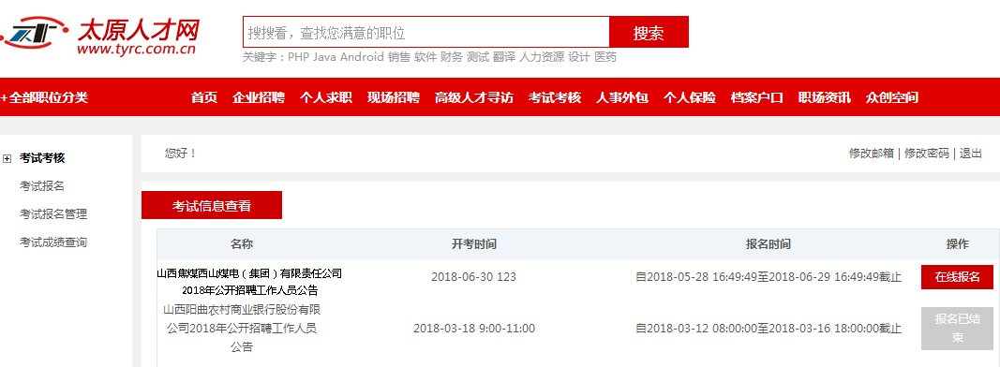 太原人才网
www.tyrc.com.cn
搜搜看，查找您满意的职位
搜索
关键字：PHP Java Android 销售 软件 财务 测试 翻译 人力资源 设计 医药
+全部职位分类
首页 企业招聘 个人求职 现场招聘 高级人才寻访 考试考核 人事外包 个人保险 档案户口 职场资讯 众创空间
考试考核
考试报名
考试报名管理
考试成绩查询
您好！
修改邮箱 | 修改密码 | 退出
考试信息查看
名称 开考时间 报名时间 操作
山西焦煤西山煤电（集团）有限责任公司
2018年公开招聘工作人员公告
2018-06-30 123
自2018-05-28 16:49:49至2018-06-29 16:49:49截止
在线报名
山西阳曲农村商业银行股份有限
公司2018年公开招聘工作人员
公告
2018-03-18 9:00-11:00
自2018-03-12 08:00:00至2018-03-16 18:00:00截止
报名已结
束